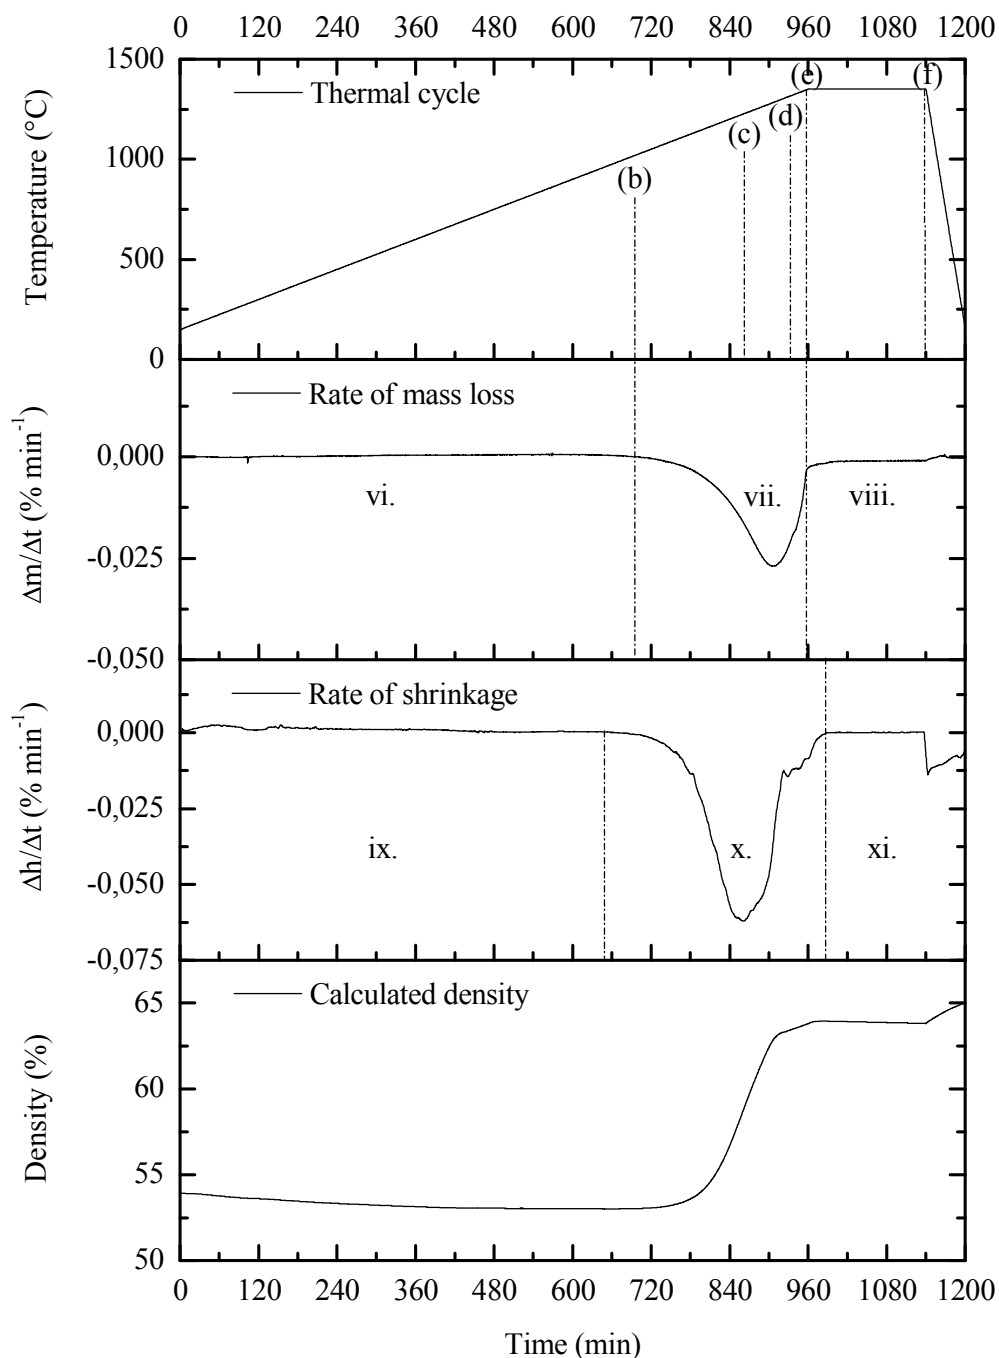 0 120 240 360 480 600 720 840 960 1080 1200
1500
1000
500
0
Temperature (°C)
Thermal cycle
(b)
(c)
(d)
(e)
(f)
Rate of mass loss
0,000
-0,025
-0,050
Δm/Δt (% min⁻¹)
vi.
vii.
viii.
Rate of shrinkage
0,000
-0,025
-0,050
-0,075
Δh/Δt (% min⁻¹)
ix.
x.
xi.
Calculated density
65
60
55
50
Density (%)
0 120 240 360 480 600 720 840 960 1080 1200
Time (min)